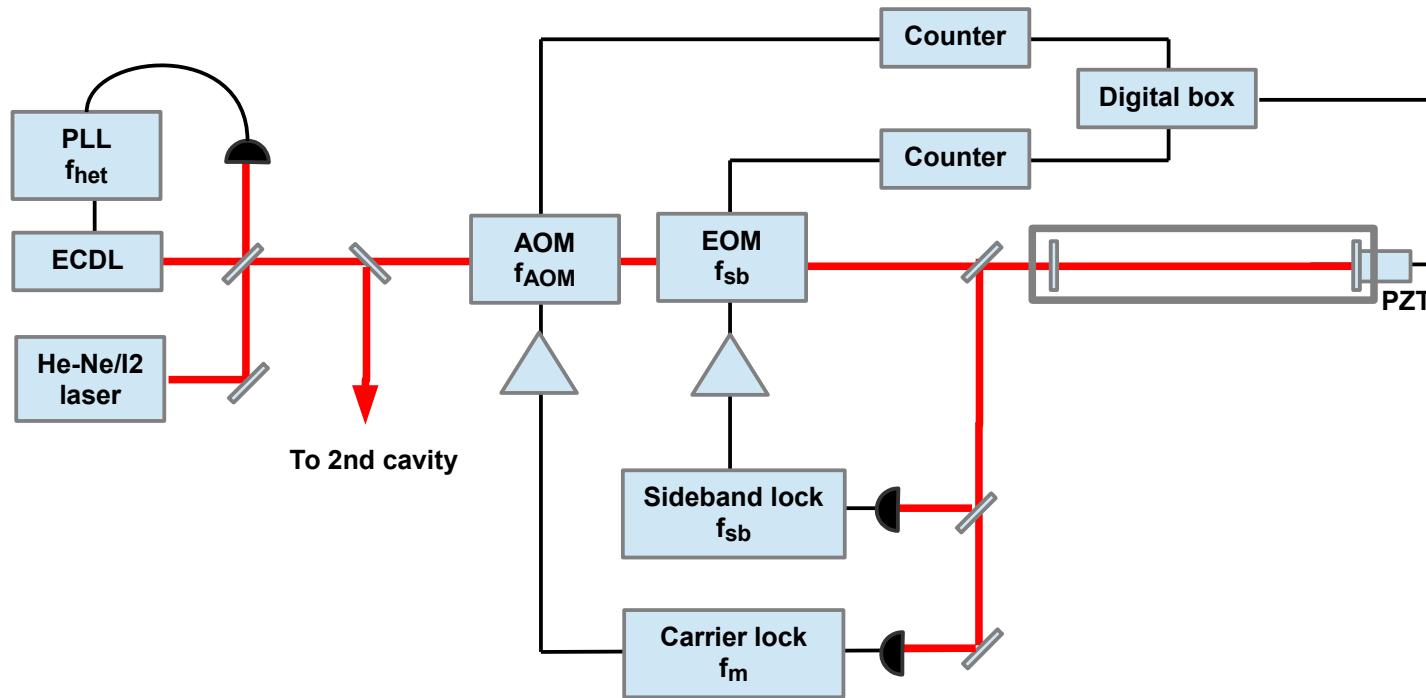 Counter
PLL
fhet
Digital box
Counter
ECDL
AOM
fAOM
EOM
fsb
PZT
He-Ne/I2
laser
To 2nd cavity
Sideband lock
fsb
Carrier lock
fm